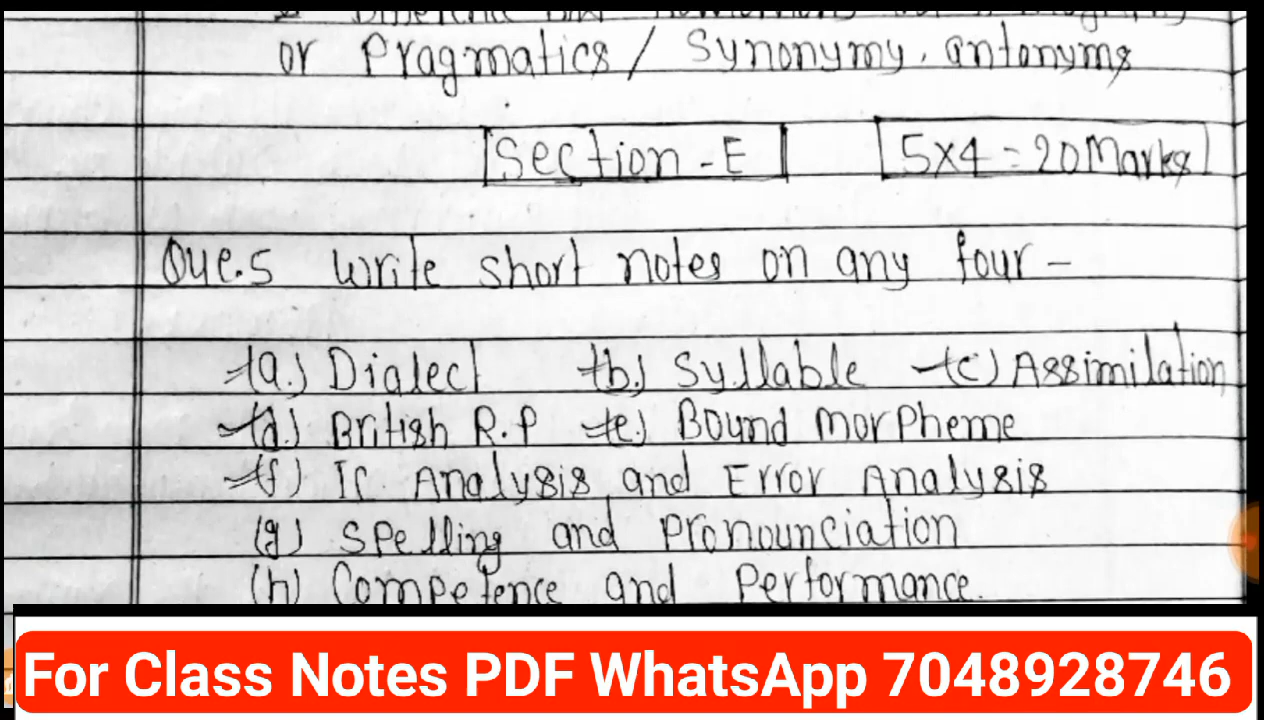 or Pragmatics / Synonymy, antonyms
Section - E 5x4 = 20 Marks
Que.5 write short notes on any four -
(a.) Dialect (b.) Syllable (c) Assimilation
(d.) British R.P (e.) Bound Morpheme
(f) IC Analysis and Error Analysis
(g) Spelling and Pronounciation
(h) Competence and Performance.
For Class Notes PDF WhatsApp 7048928746